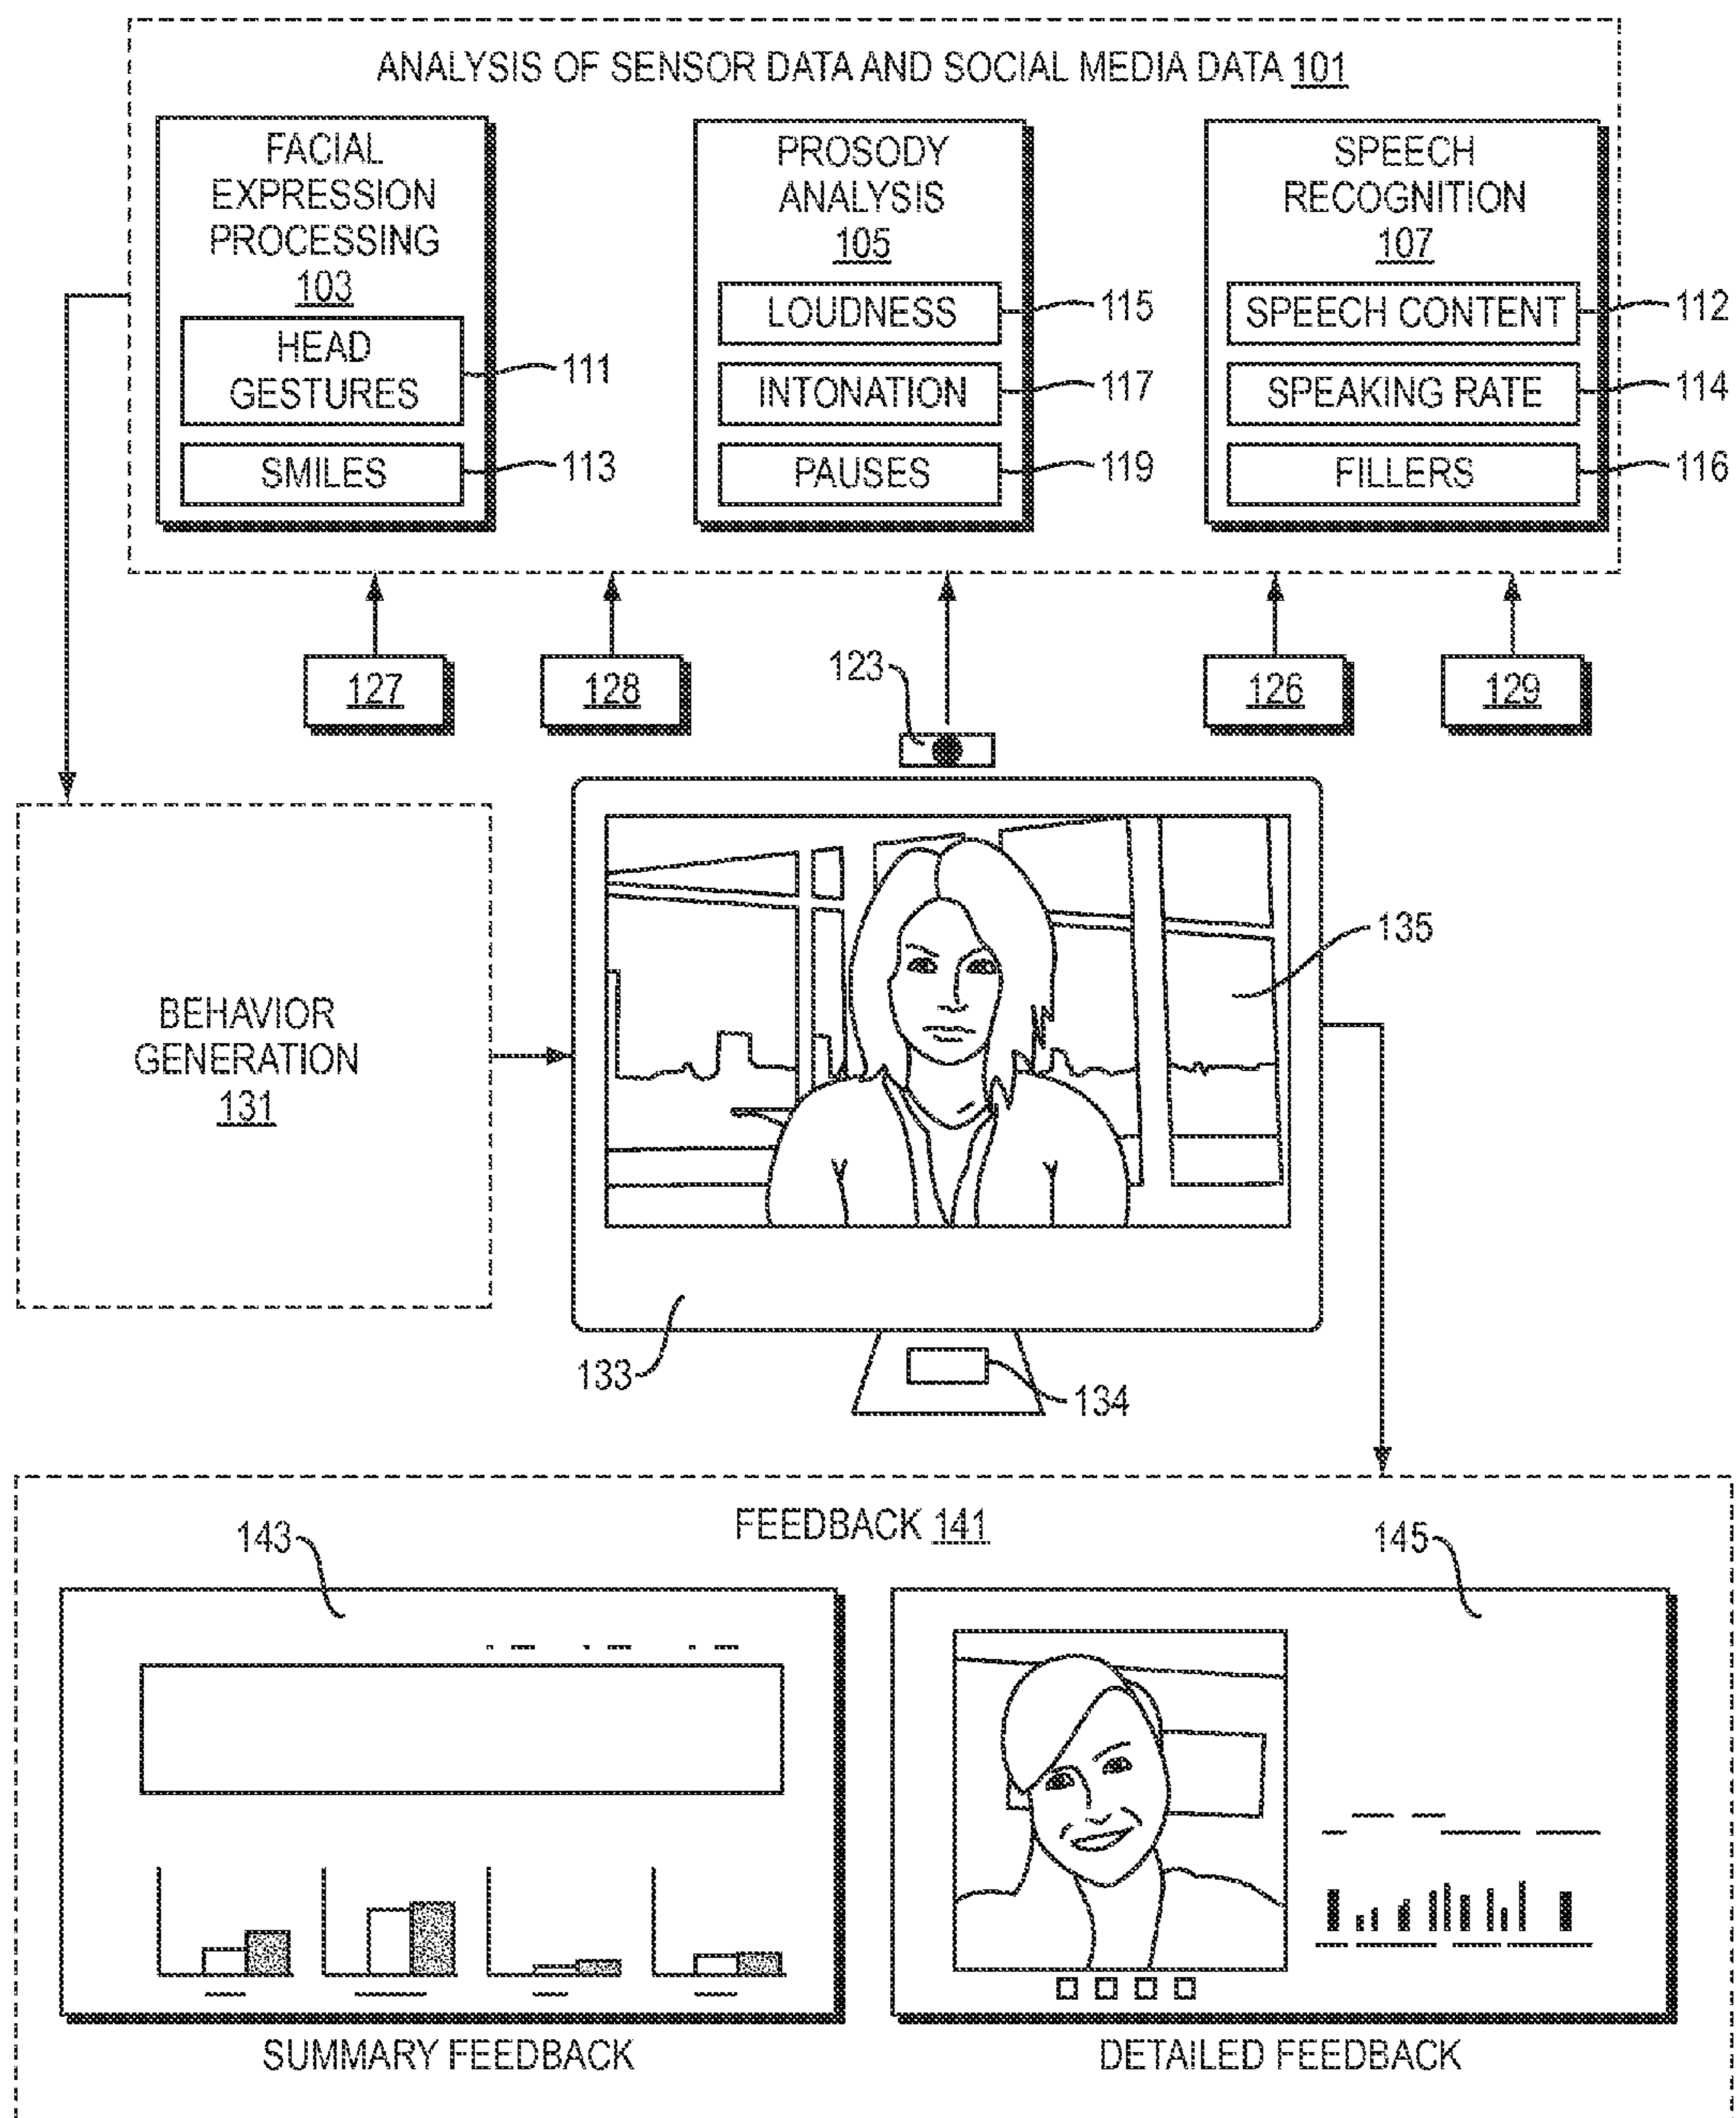 ANALYSIS OF SENSOR DATA AND SOCIAL MEDIA DATA 101
FACIAL
EXPRESSION
PROCESSING
103
HEAD
GESTURES
111
SMILES
113
PROSODY
ANALYSIS
105
LOUDNESS
115
INTONATION
117
PAUSES
119
SPEECH
RECOGNITION
107
SPEECH CONTENT
112
SPEAKING RATE
114
FILLERS
116
127
128
123
126
129
BEHAVIOR
GENERATION
131
135
133
134
FEEDBACK 141
143
145
SUMMARY FEEDBACK
DETAILED FEEDBACK